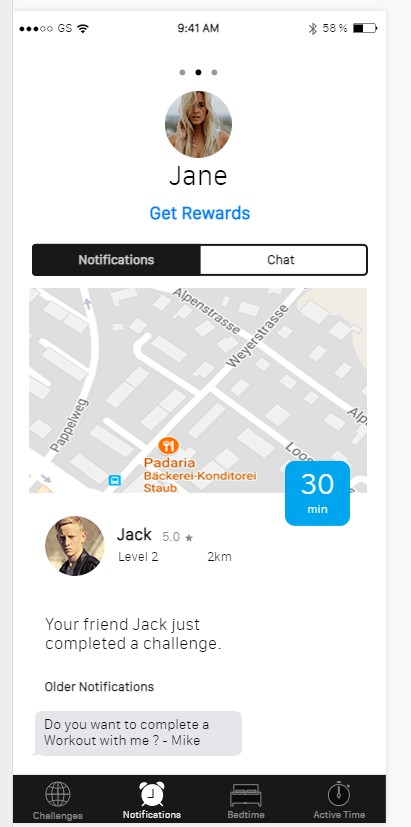 GS 9:41 AM 58 %
Jane
Get Rewards
Notifications Chat
Alpenstrasse
Weyerstrasse
Pappelweg
Padaria
Bäckerei-Konditorei
Staub
30
min
Jack 5.0
Level 2 2km
Your friend Jack just
completed a challenge.
Older Notifications
Do you want to complete a
Workout with me ? - Mike
Challenges Notifications Bedtime Active Time